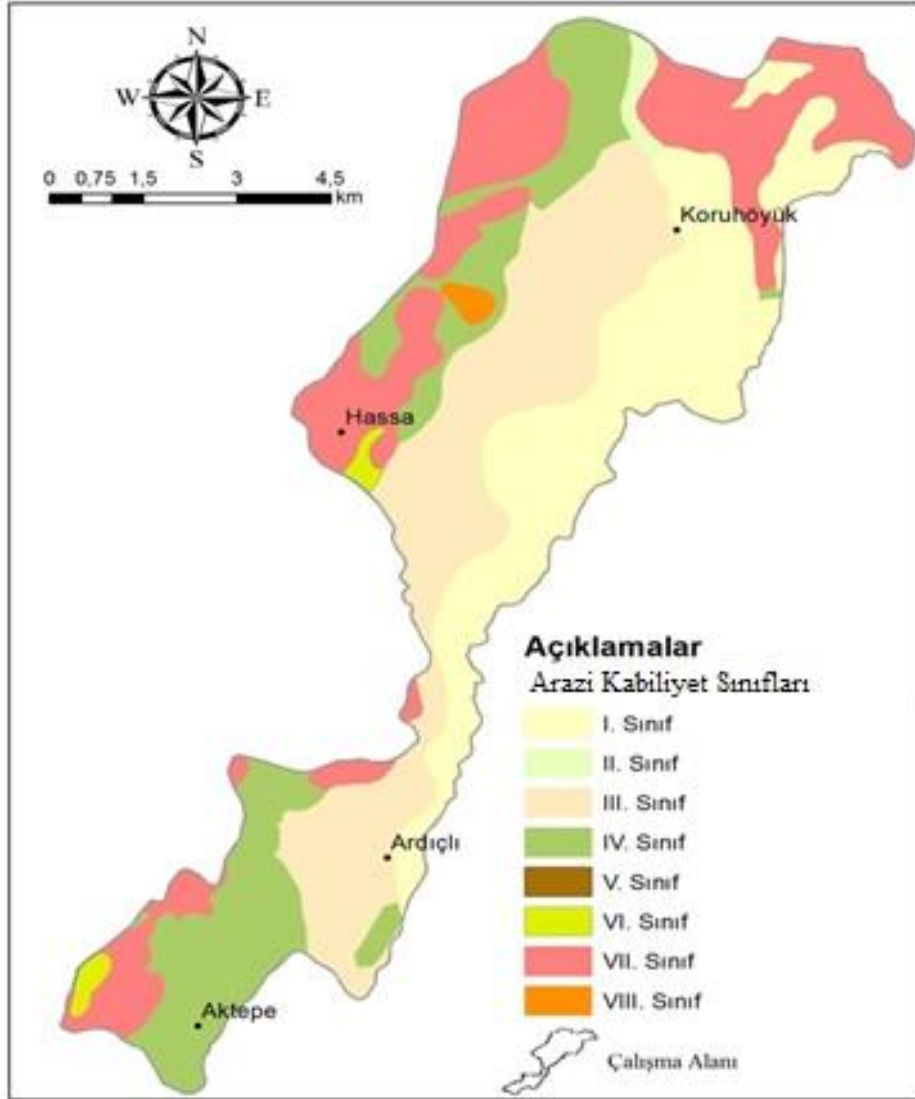 N
W E
S
0 0,75 1,5 3 4,5
km
Koruhöyük
Hassa
Ardıçlı
Aktepe
Açıklamalar
Arazi Kabiliyet Sınıfları
I. Sınıf
II. Sınıf
III. Sınıf
IV. Sınıf
V. Sınıf
VI. Sınıf
VII. Sınıf
VIII. Sınıf
Çalışma Alanı